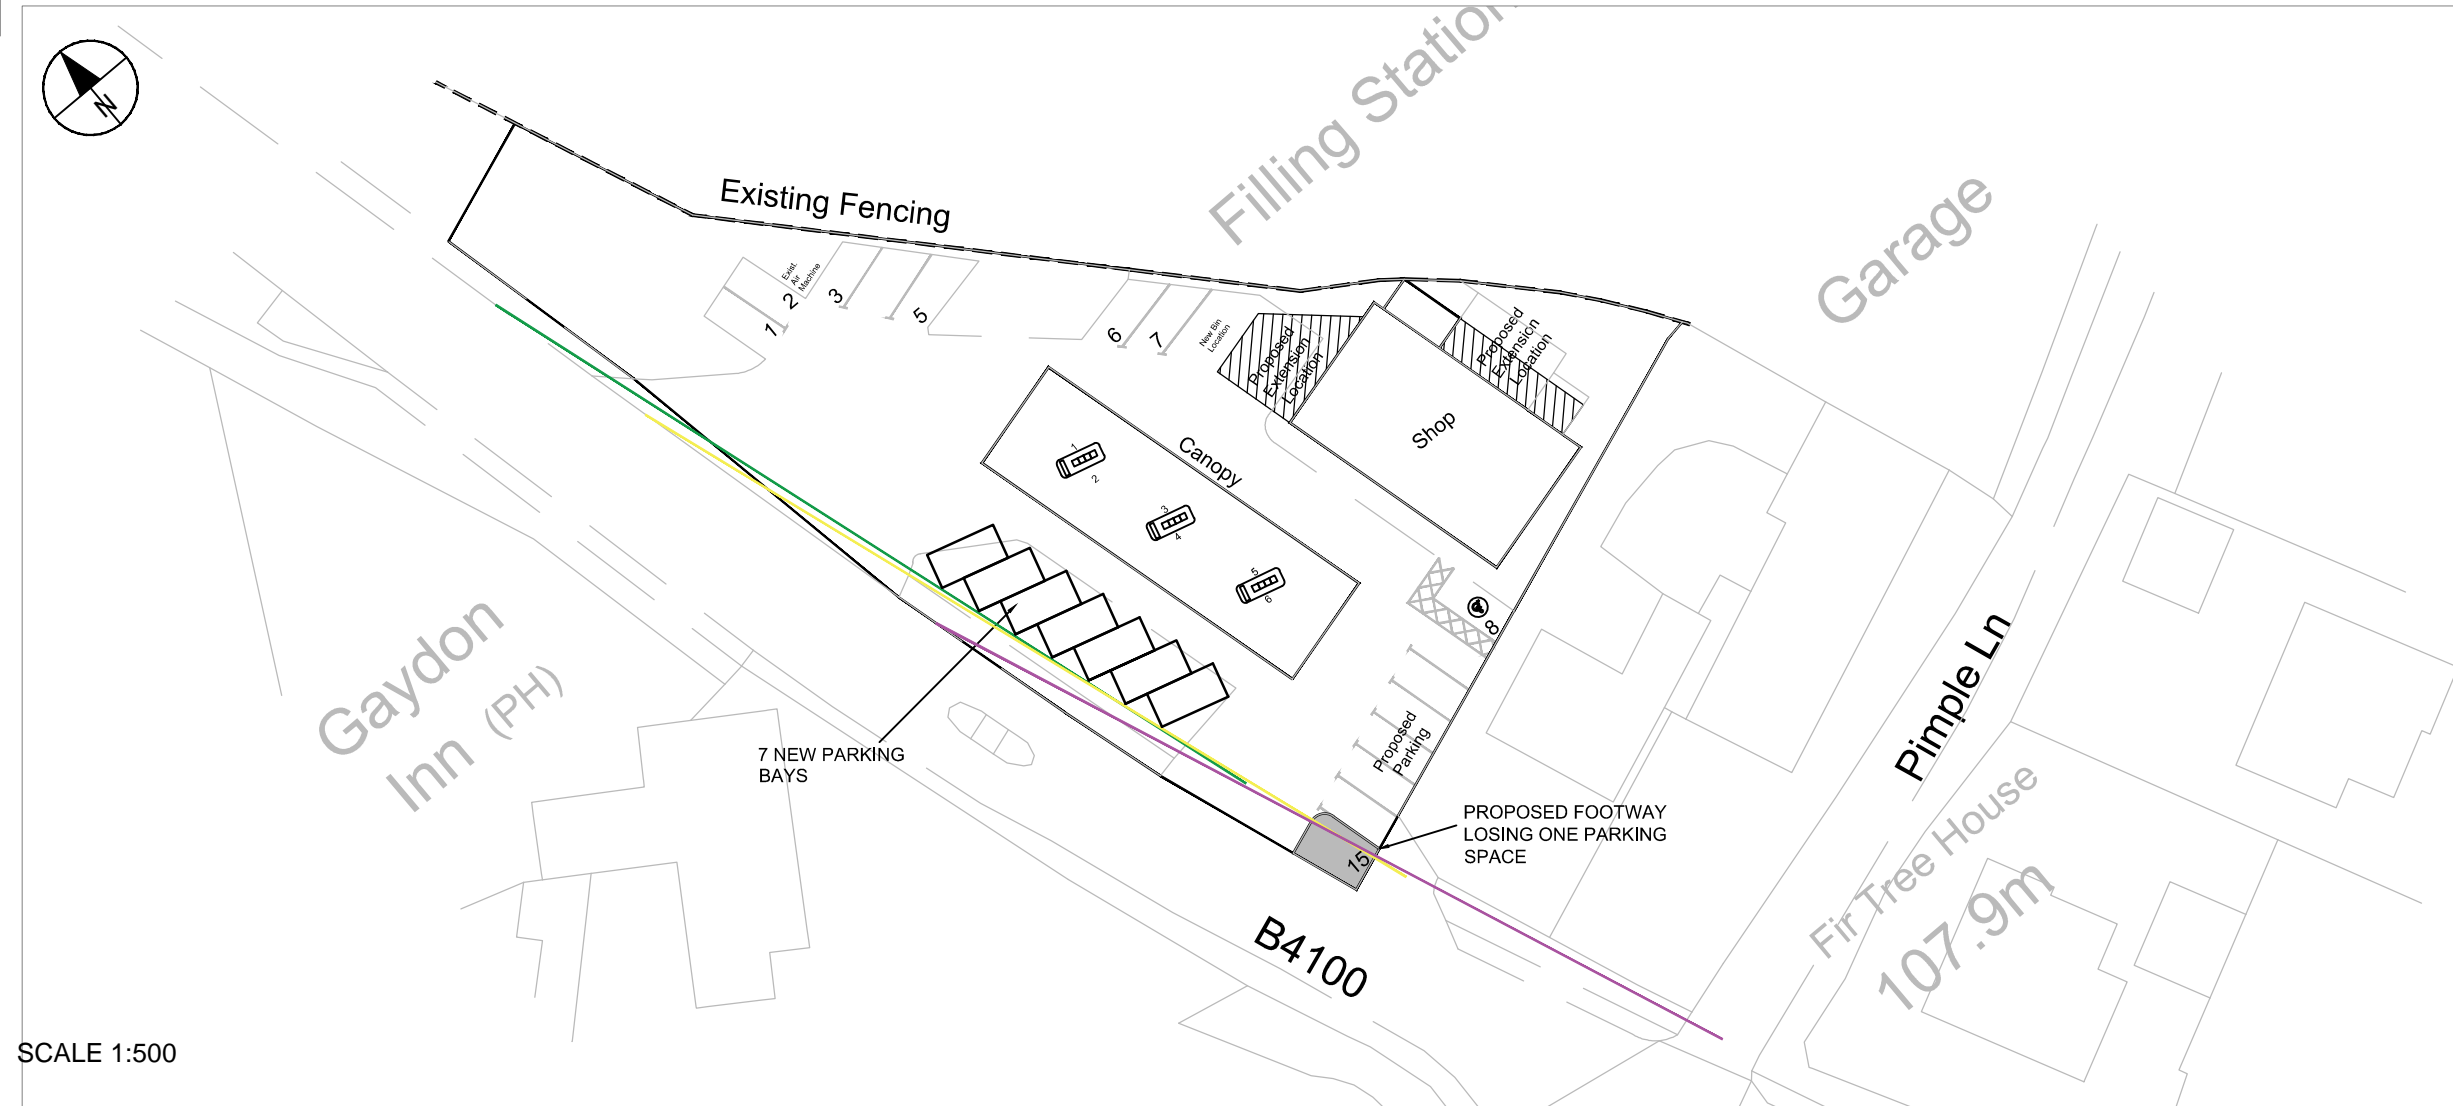 N
Filling Station
Garage
Existing Fencing
Exist.
Air
Machine
1
2
3
5
6
7
New Bin
Location
Proposed
Extension
Location
Proposed
Extension
Location
Shop
Canopy
1
2
3
4
5
6
8
Proposed
Parking
7 NEW PARKING
BAYS
PROPOSED FOOTWAY
LOSING ONE PARKING
SPACE
15
B4100
Gaydon
Inn (PH)
Pimple Ln
Fir Tree House
107.9m
SCALE 1:500